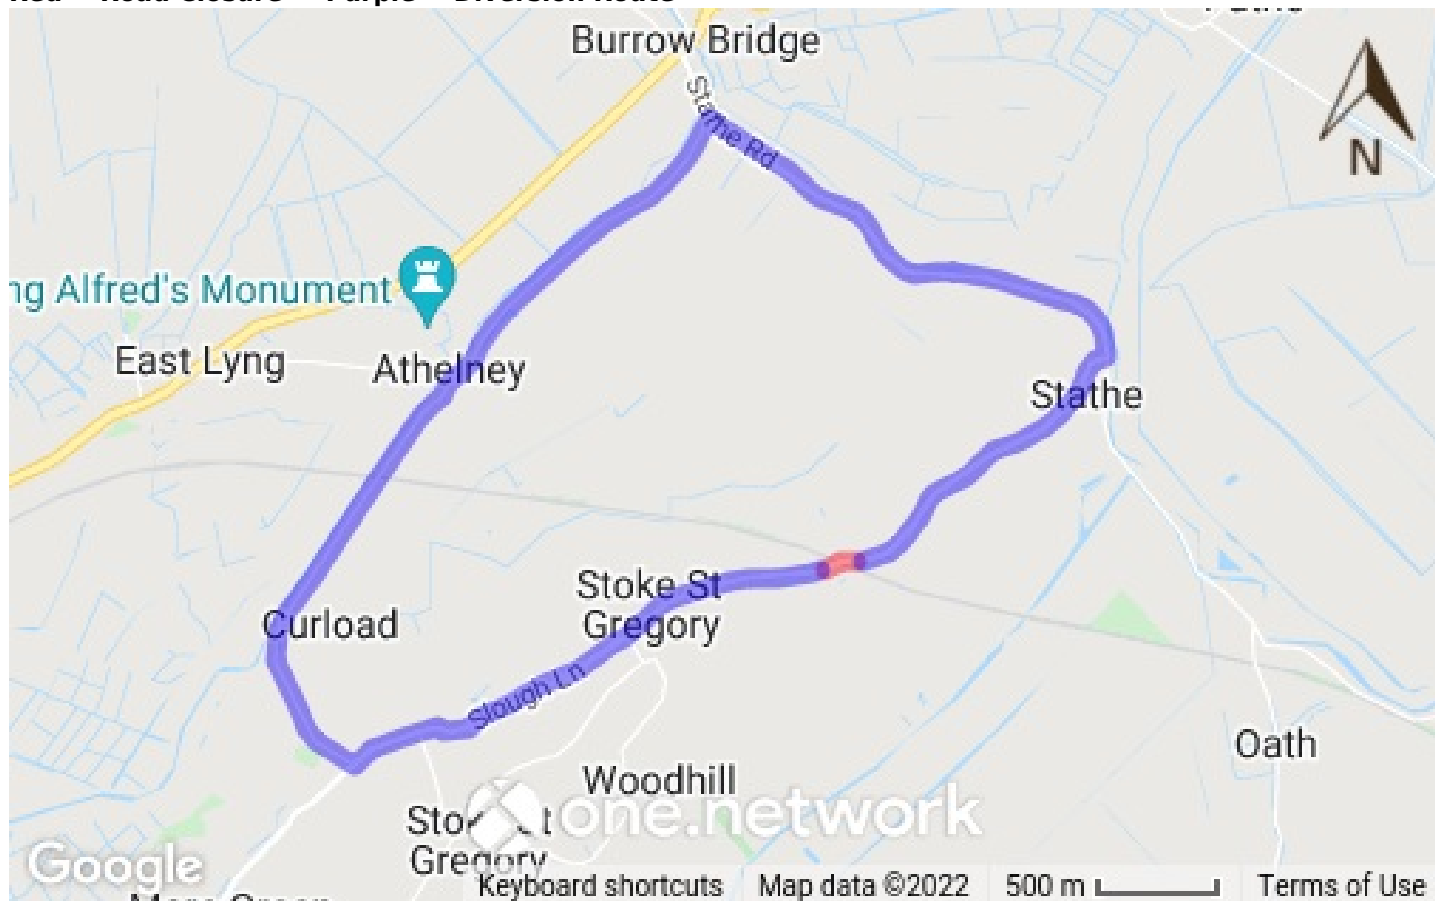 Burrow Bridge
Stathe Rd
N
ng Alfred's Monument
East Lyng
Athelney
Stathe
Stoke St
Gregory
Curload
Slough Ln
Oath
Woodhill
one.network
Gregory
Google
Keyboard shortcuts
Map data ©2022
500 m
Terms of Use